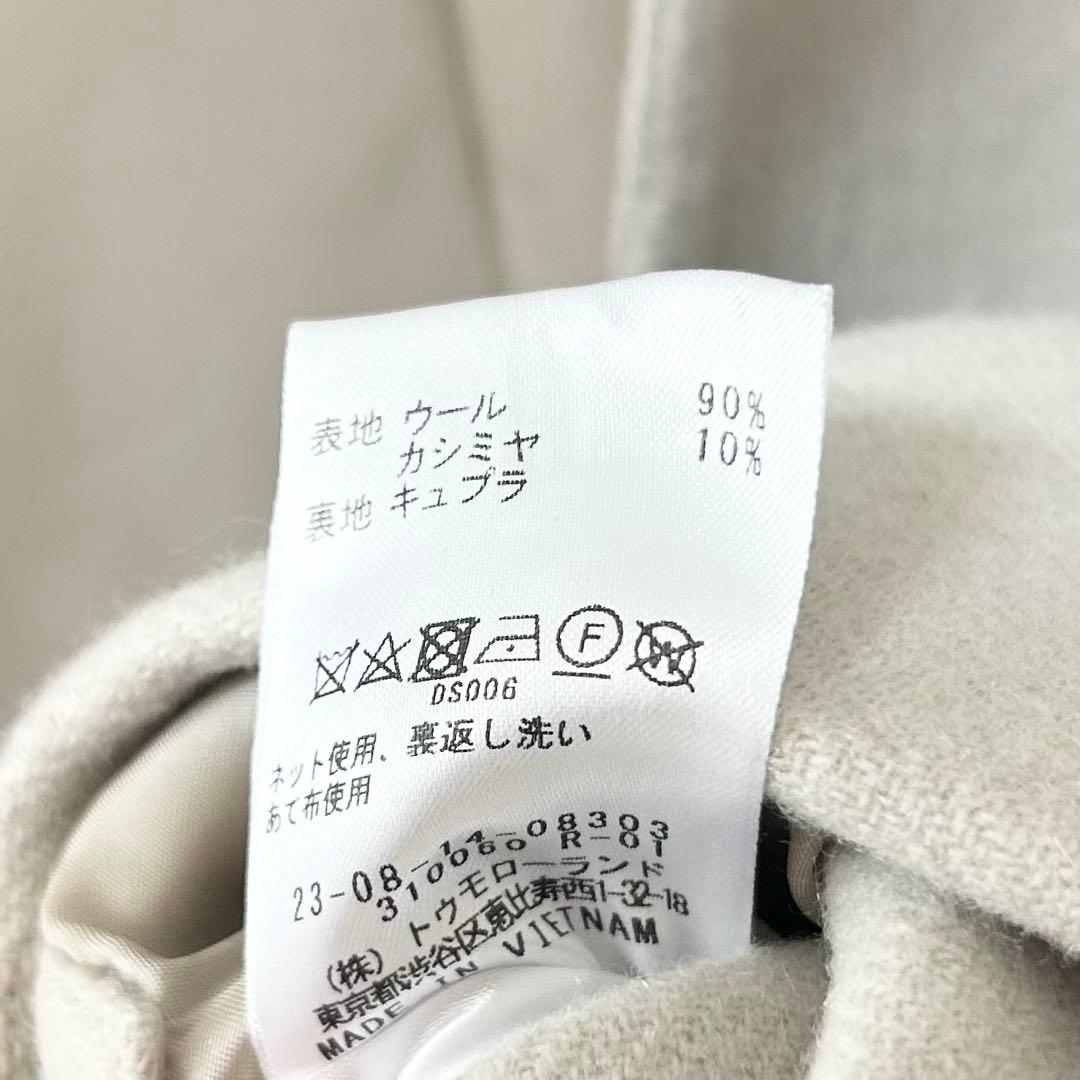 表地 ウール 90%
カシミヤ 10%
裏地 キュプラ
F
W
DS006
ネット使用、裏返し洗い
あて布使用
23-08-14-08303
310060 R-01
(株) トゥモローランド
東京都渋谷区恵比寿西1-32-18
MADE IN VIETNAM